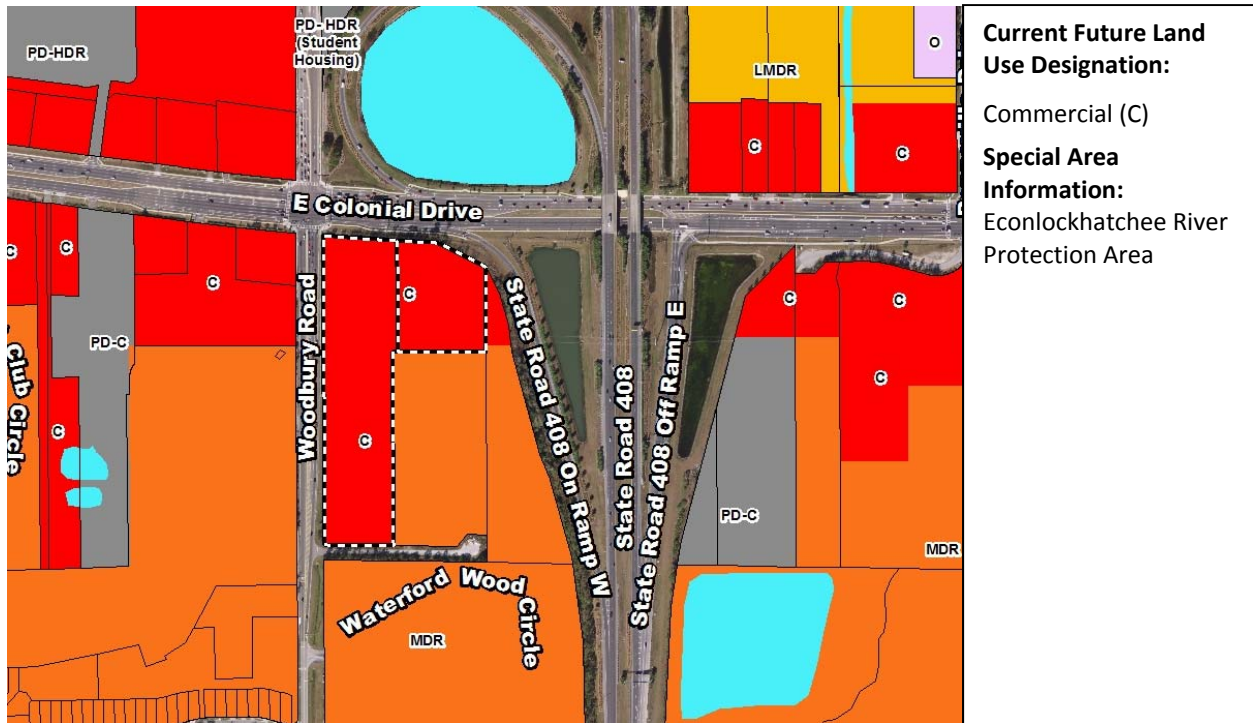 PD-HDR
PD-HDR
(Student
Housing)
LMDR
O
C
C
E Colonial Drive
C
C
C
C
C
C
PD-C
Club Circle
Woodbury Road
C
C
C
State Road 408 On Ramp W
State Road 408
State Road 408 Off Ramp E
PD-C
MDR
Waterford Wood Circle
MDR
Current Future Land
Use Designation:
Commercial (C)
Special Area
Information:
Econlockhatchee River
Protection Area